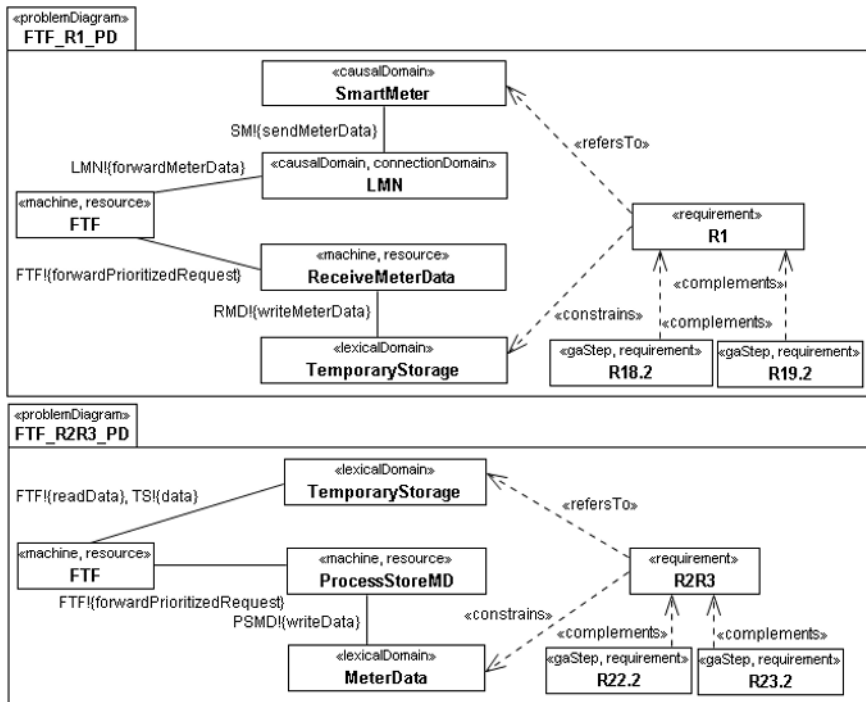 «problemDiagram»
FTF_R1_PD
«causalDomain»
SmartMeter
SM!{sendMeterData}
«refersTo»
LMN!{forwardMeterData}
«causalDomain, connectionDomain»
LMN
«machine, resource»
FTF
«requirement»
R1
FTF!{forwardPrioritizedRequest}
«machine, resource»
ReceiveMeterData
«complements»
RMD!{writeMeterData}
«constrains»
«complements»
«lexicalDomain»
TemporaryStorage
«gaStep, requirement»
R18.2
«gaStep, requirement»
R19.2
«problemDiagram»
FTF_R2R3_PD
«lexicalDomain»
TemporaryStorage
FTF!{readData}, TS!{data}
«refersTo»
«machine, resource»
FTF
«machine, resource»
ProcessStoreMD
«requirement»
R2R3
FTF!{forwardPrioritizedRequest}
PSMD!{writeData}
«constrains»
«complements»
«complements»
«lexicalDomain»
MeterData
«gaStep, requirement»
R22.2
«gaStep, requirement»
R23.2